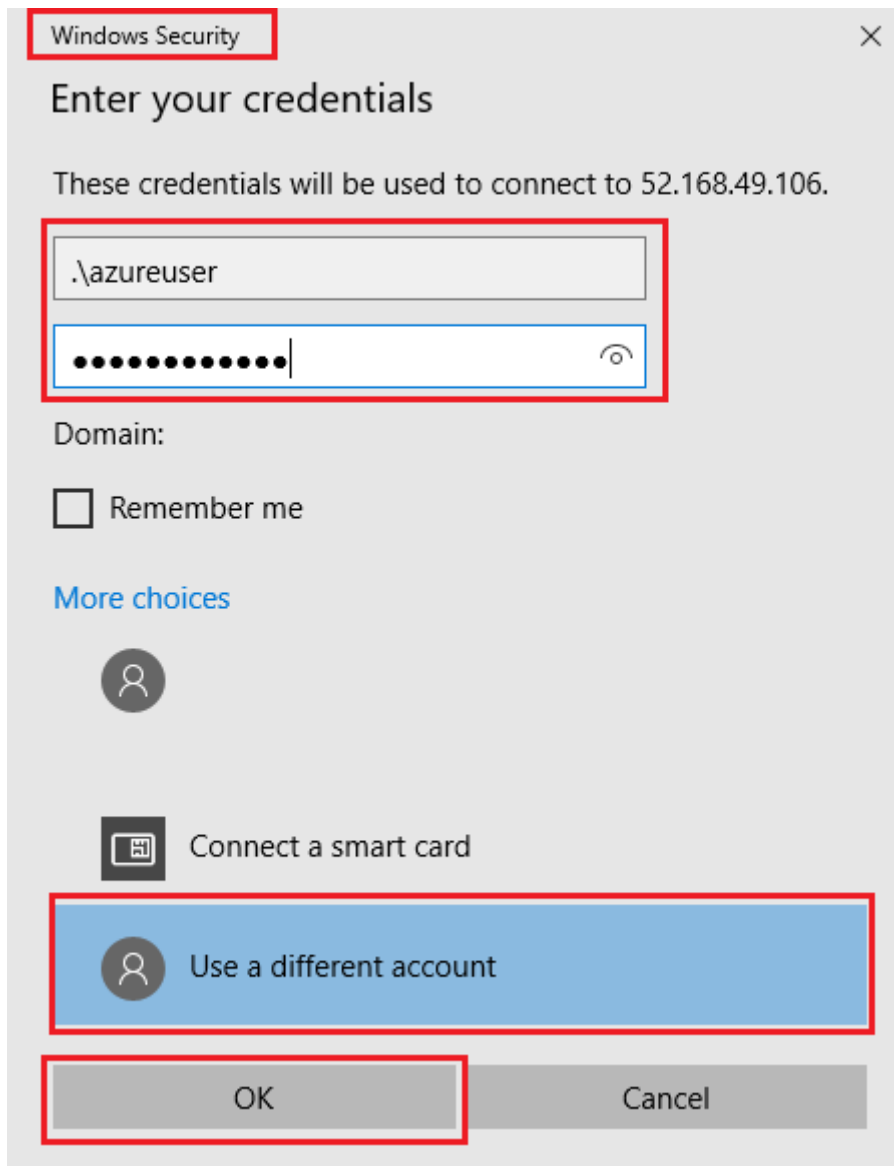 Windows Security
Enter your credentials
These credentials will be used to connect to 52.168.49.106.
.\azureuser
●●●●●●●●●●●●
Domain:
Remember me
More choices
Connect a smart card
Use a different account
OK
Cancel